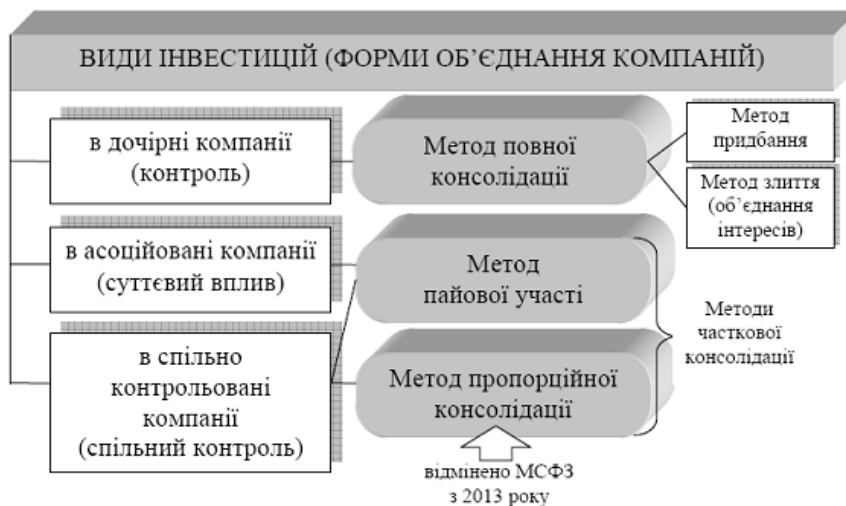 ВИДИ ІНВЕСТИЦІЙ (ФОРМИ ОБ’ЄДНАННЯ КОМПАНІЙ)
в дочірні компанії
(контроль)
Метод повної
консолідації
Метод
придбання
Метод злиття
(об’єднання
інтересів)
в асоційовані компанії
(суттєвий вплив)
Метод
пайової участі
Методи
часткової
консолідації
в спільно
контрольовані
компанії
(спільний контроль)
Метод пропорційної
консолідації
відмінено МСФЗ
з 2013 року